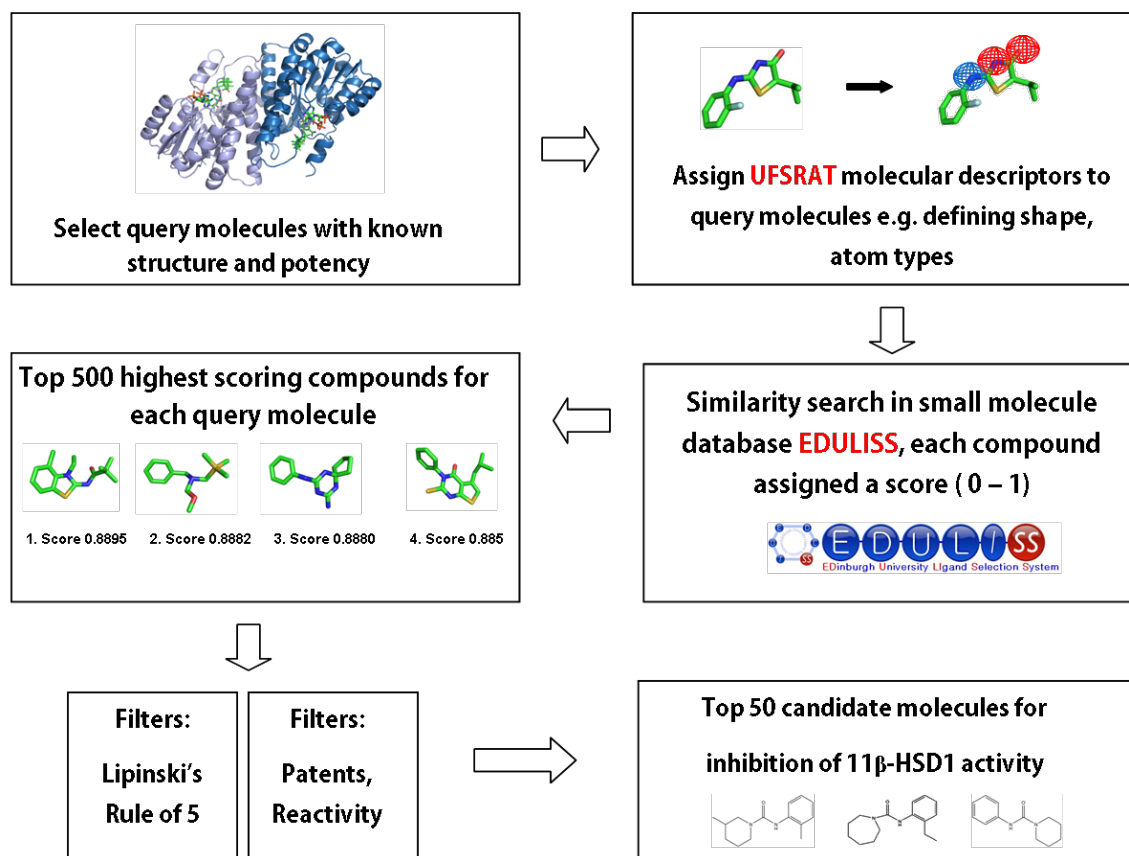 Select query molecules with known
structure and potency
Assign UFSRAT molecular descriptors to
query molecules e.g. defining shape,
atom types
Similarity search in small molecule
database EDULISS, each compound
assigned a score ( 0 – 1)
EDULISS
EDinburgh University LIgand Selection System
Top 500 highest scoring compounds for
each query molecule
1. Score 0.8895 2. Score 0.8882 3. Score 0.8880 4. Score 0.885
Filters:
Lipinski's
Rule of 5
Filters:
Patents,
Reactivity
Top 50 candidate molecules for
inhibition of 11β-HSD1 activity